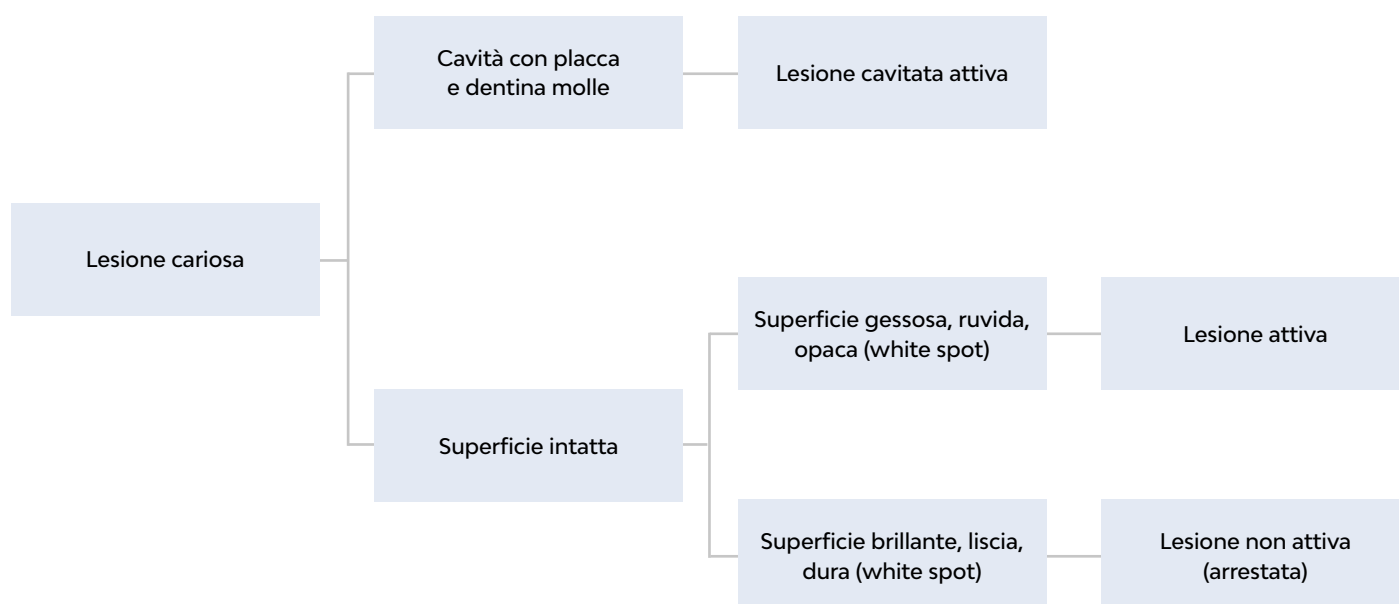 Cavità con placca
e dentina molle
Lesione cavitata attiva
Lesione cariosa
Superficie gessosa, ruvida,
opaca (white spot)
Lesione attiva
Superficie intatta
Superficie brillante, liscia,
dura (white spot)
Lesione non attiva
(arrestata)